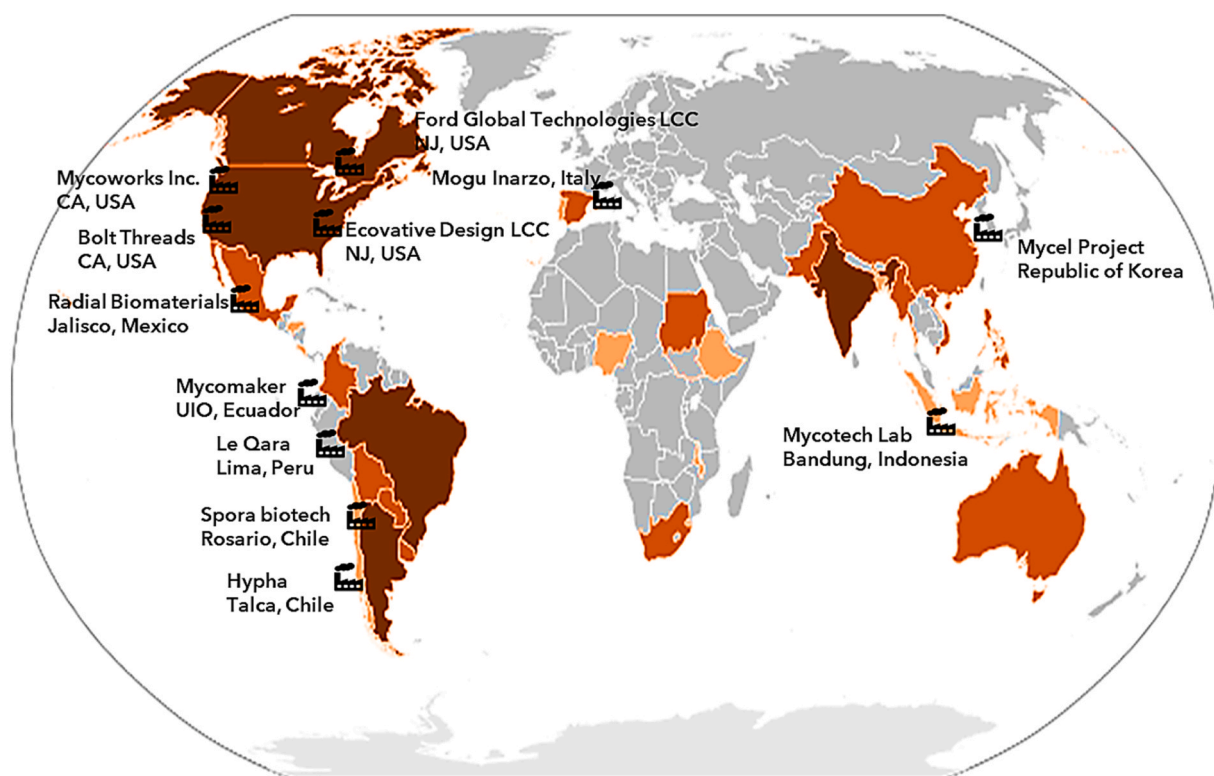 Ford Global Technologies LCC
NJ, USA
Mycoworks Inc.
CA, USA
Mogu Inarzo, Italy
Bolt Threads
CA, USA
Ecovative Design LCC
NJ, USA
Mycel Project
Republic of Korea
Radial Biomaterials
Jalisco, Mexico
Mycomaker
UIO, Ecuador
Le Qara
Lima, Peru
Mycotech Lab
Bandung, Indonesia
Spora biotech
Rosario, Chile
Hypha
Talca, Chile